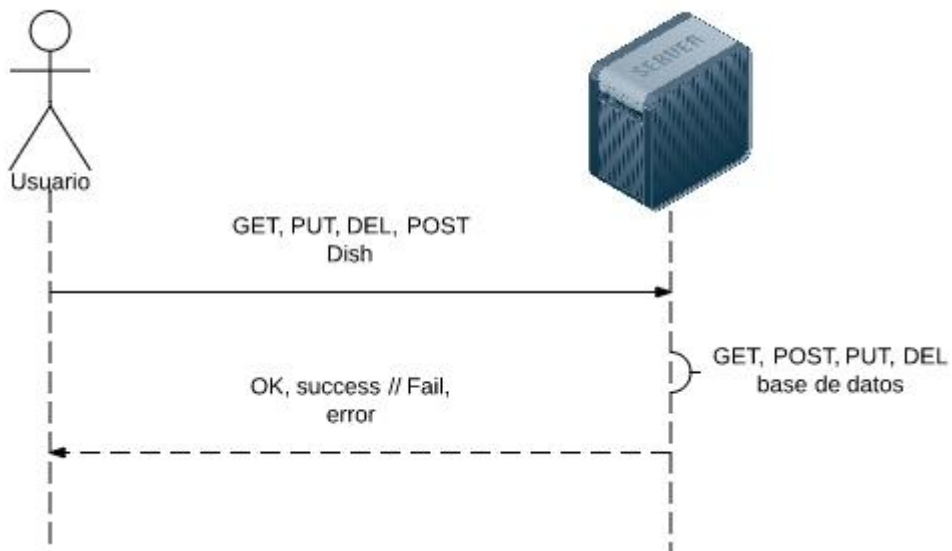 SERVER
Usuario
GET, PUT, DEL, POST
Dish
GET, POST, PUT, DEL
base de datos
OK, success // Fail,
error